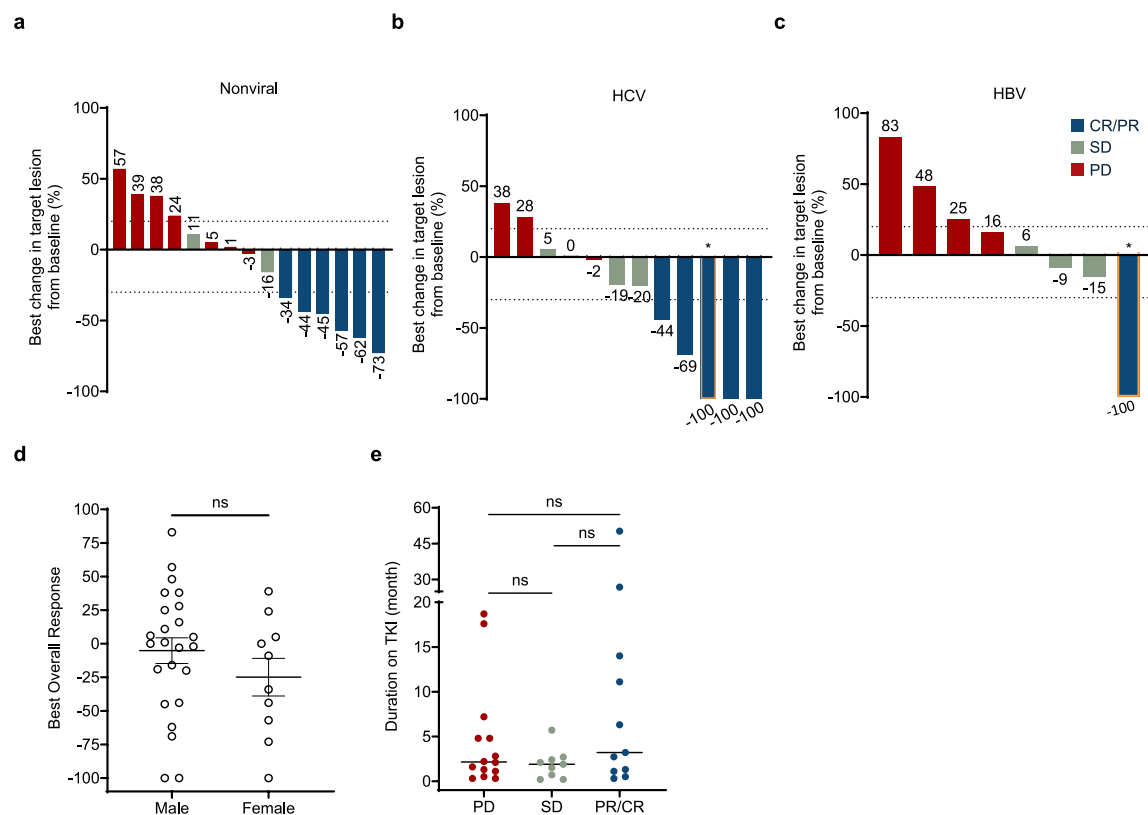 a
Nonviral
Best change in target lesion
from baseline (%)
100
50
0
-50
-100
57
39
38
24
11
5
1
-3
-16
-34
-44
-45
-57
-62
-73
b
HCV
Best change in target lesion
from baseline (%)
100
50
0
-50
-100
38
28
5
0
-2
-19
-20
-44
-69
*
-100
-100
-100
c
HBV
Best change in target lesion
from baseline (%)
100
50
0
-50
-100
83
48
25
16
6
-9
-15
*
-100
CR/PR
SD
PD
d
ns
Best Overall Response
100
75
50
25
0
-25
-50
-75
-100
Male
Female
e
ns
ns
ns
Duration on TKI (month)
60
45
30
20
15
10
5
0
PD
SD
PR/CR